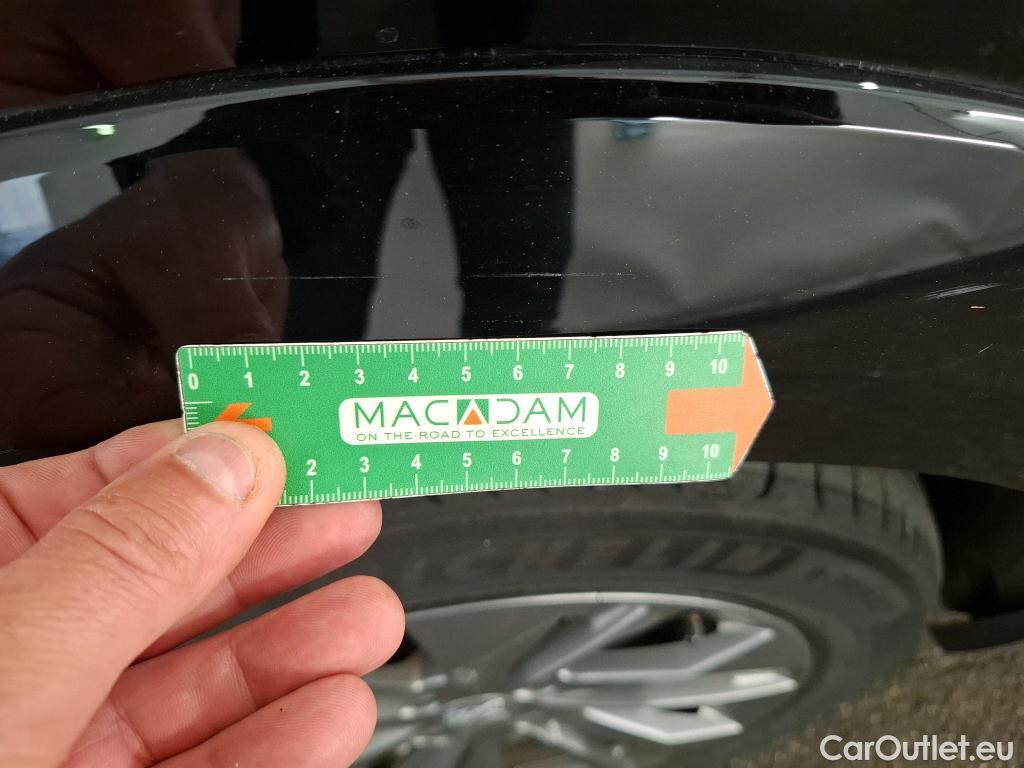 0 1 2 3 4 5 6 7 8 9 10
MACADAM
ON THE ROAD TO EXCELLENCE
2 3 4 5 6 7 8 9 10
CHELIN
CarOutlet.eu